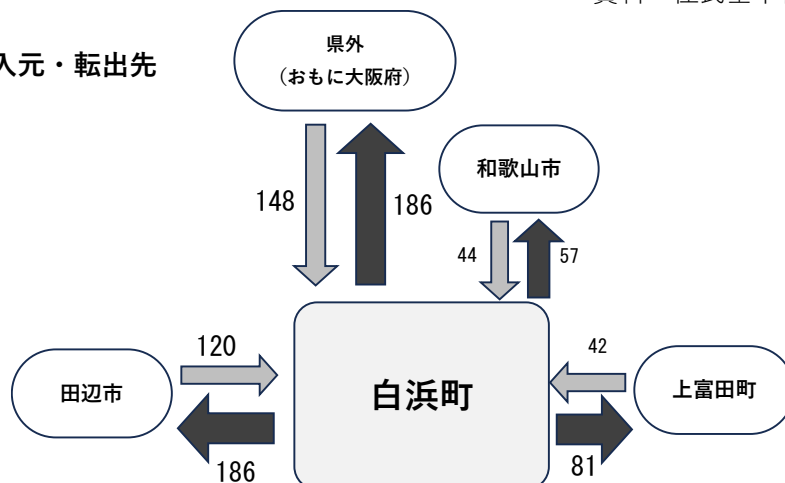 入元・転出先
県外
（おもに大阪府）
和歌山市
148
186
44
57
120
42
田辺市
白浜町
上富田町
186
81